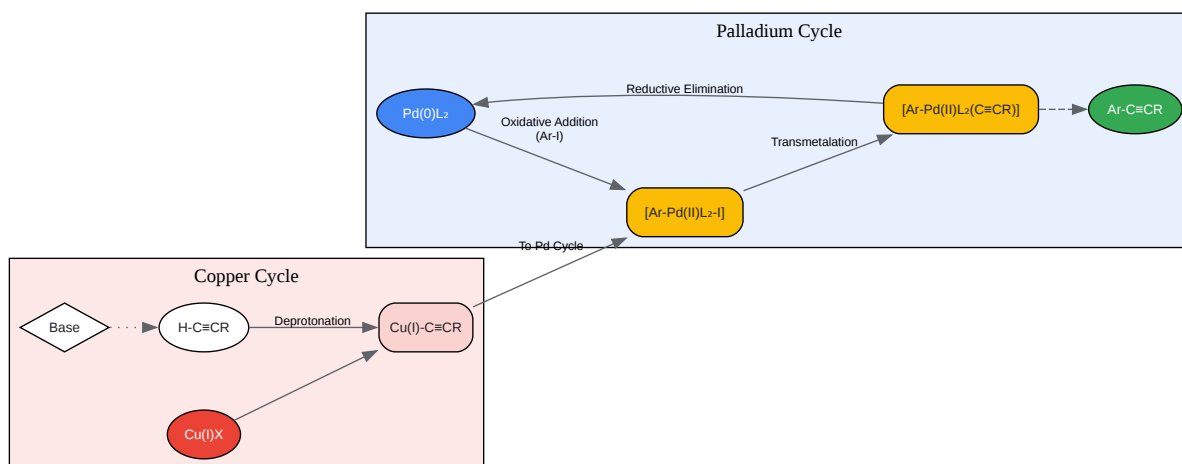 Palladium Cycle
Reductive Elimination
Pd(0)L₂
[Ar-Pd(II)L₂(C≡CR)]
Ar-C≡CR
Oxidative Addition
(Ar-I)
Transmetalation
[Ar-Pd(II)L₂-I]
To Pd Cycle
Copper Cycle
Base
H-C≡CR
Deprotonation
Cu(I)-C≡CR
Cu(I)X